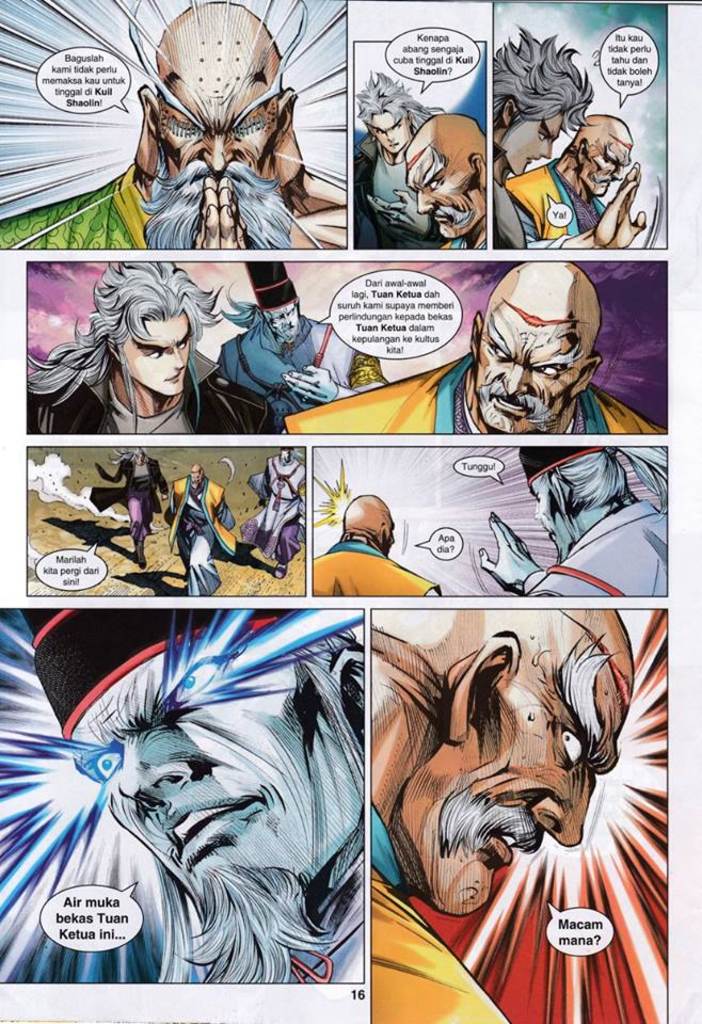 Baguslah
kami tidak perlu
memaksa kau untuk
tinggal di Kuil
Shaolin!
Kenapa
abang sengaja
cuba tinggal di Kuil
Shaolin?
Itu kau
tidak perlu
tahu dan
tidak boleh
tanya!
Ya!
Dari awal-awal
lagi, Tuan Ketua dah
suruh kami supaya memberi
perlindungan kepada bekas
Tuan Ketua dalam
kepulangan ke kultus
kita!
Marilah
kita pergi dari
sini!
Tunggu!
Apa
dia?
Air muka
bekas Tuan
Ketua ini...
Macam
mana?
16